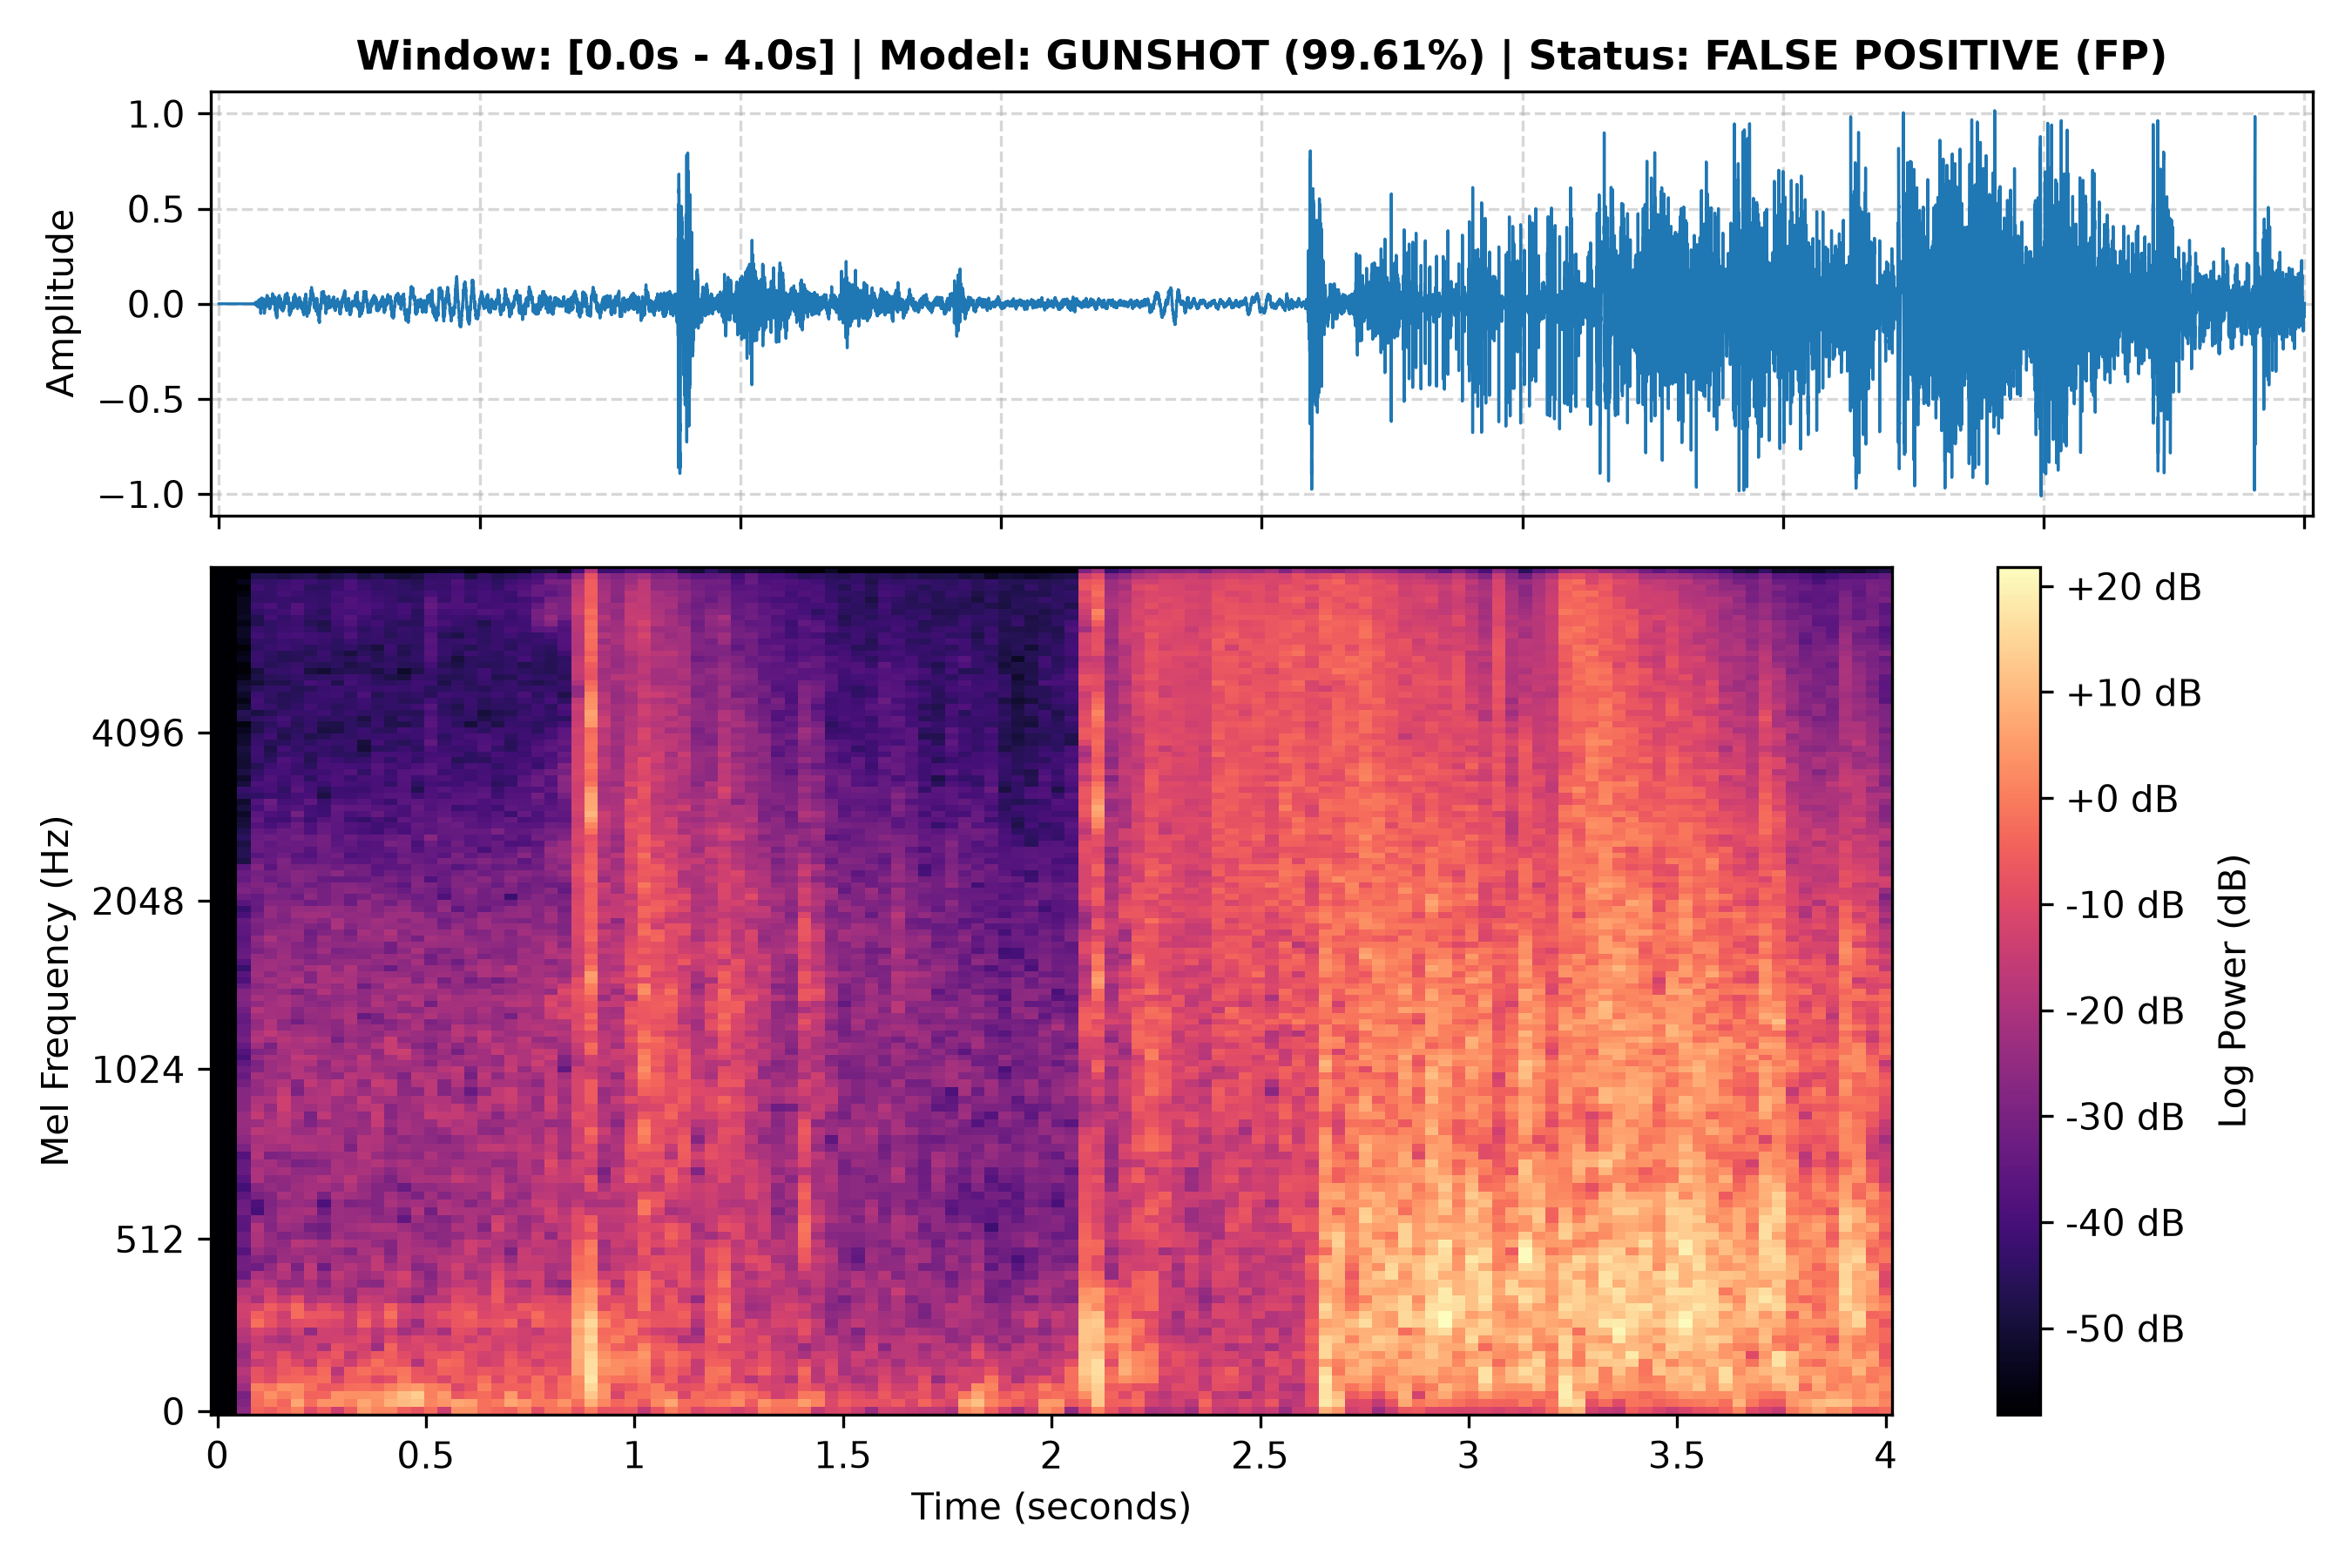 Window: [0.0s - 4.0s] | Model: GUNSHOT (99.61%) | Status: FALSE POSITIVE (FP)
Amplitude
1.0
0.5
0.0
−0.5
−1.0
Mel Frequency (Hz)
4096
2048
1024
512
0
0 0.5 1 1.5 2 2.5 3 3.5 4
Time (seconds)
+20 dB
+10 dB
+0 dB
-10 dB
-20 dB
-30 dB
-40 dB
-50 dB
Log Power (dB)